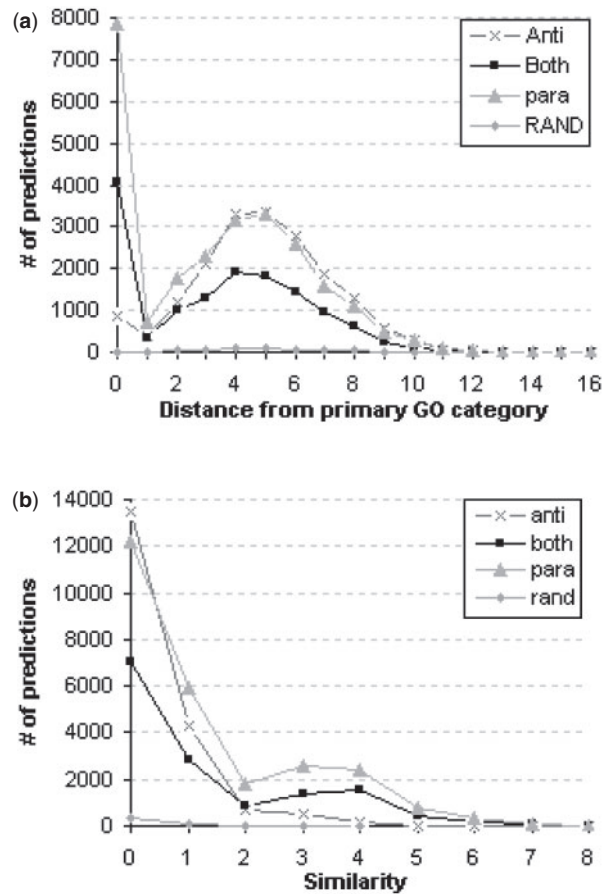 (a)
8000
7000
6000
5000
4000
3000
2000
1000
0
# of predictions
Anti
Both
para
RAND
0 2 4 6 8 10 12 14 16
Distance from primary GO category
(b)
14000
12000
10000
8000
6000
4000
2000
0
# of predictions
anti
both
para
rand
0 1 2 3 4 5 6 7 8
Similarity